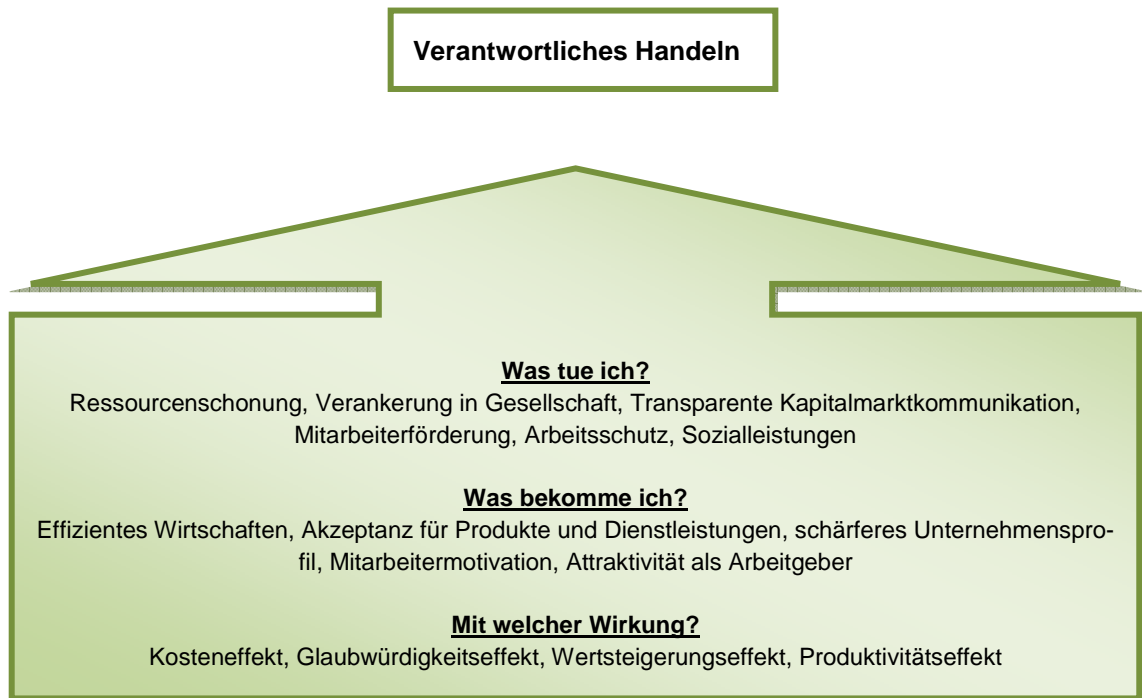 Verantwortliches Handeln
Was tue ich?
Ressourcenschonung, Verankerung in Gesellschaft, Transparente Kapitalmarktkommunikation,
Mitarbeiterförderung, Arbeitsschutz, Sozialleistungen
Was bekomme ich?
Effizientes Wirtschaften, Akzeptanz für Produkte und Dienstleistungen, schärferes Unternehmenspro-
fil, Mitarbeitermotivation, Attraktivität als Arbeitgeber
Mit welcher Wirkung?
Kosteneffekt, Glaubwürdigkeitseffekt, Wertsteigerungseffekt, Produktivitätseffekt